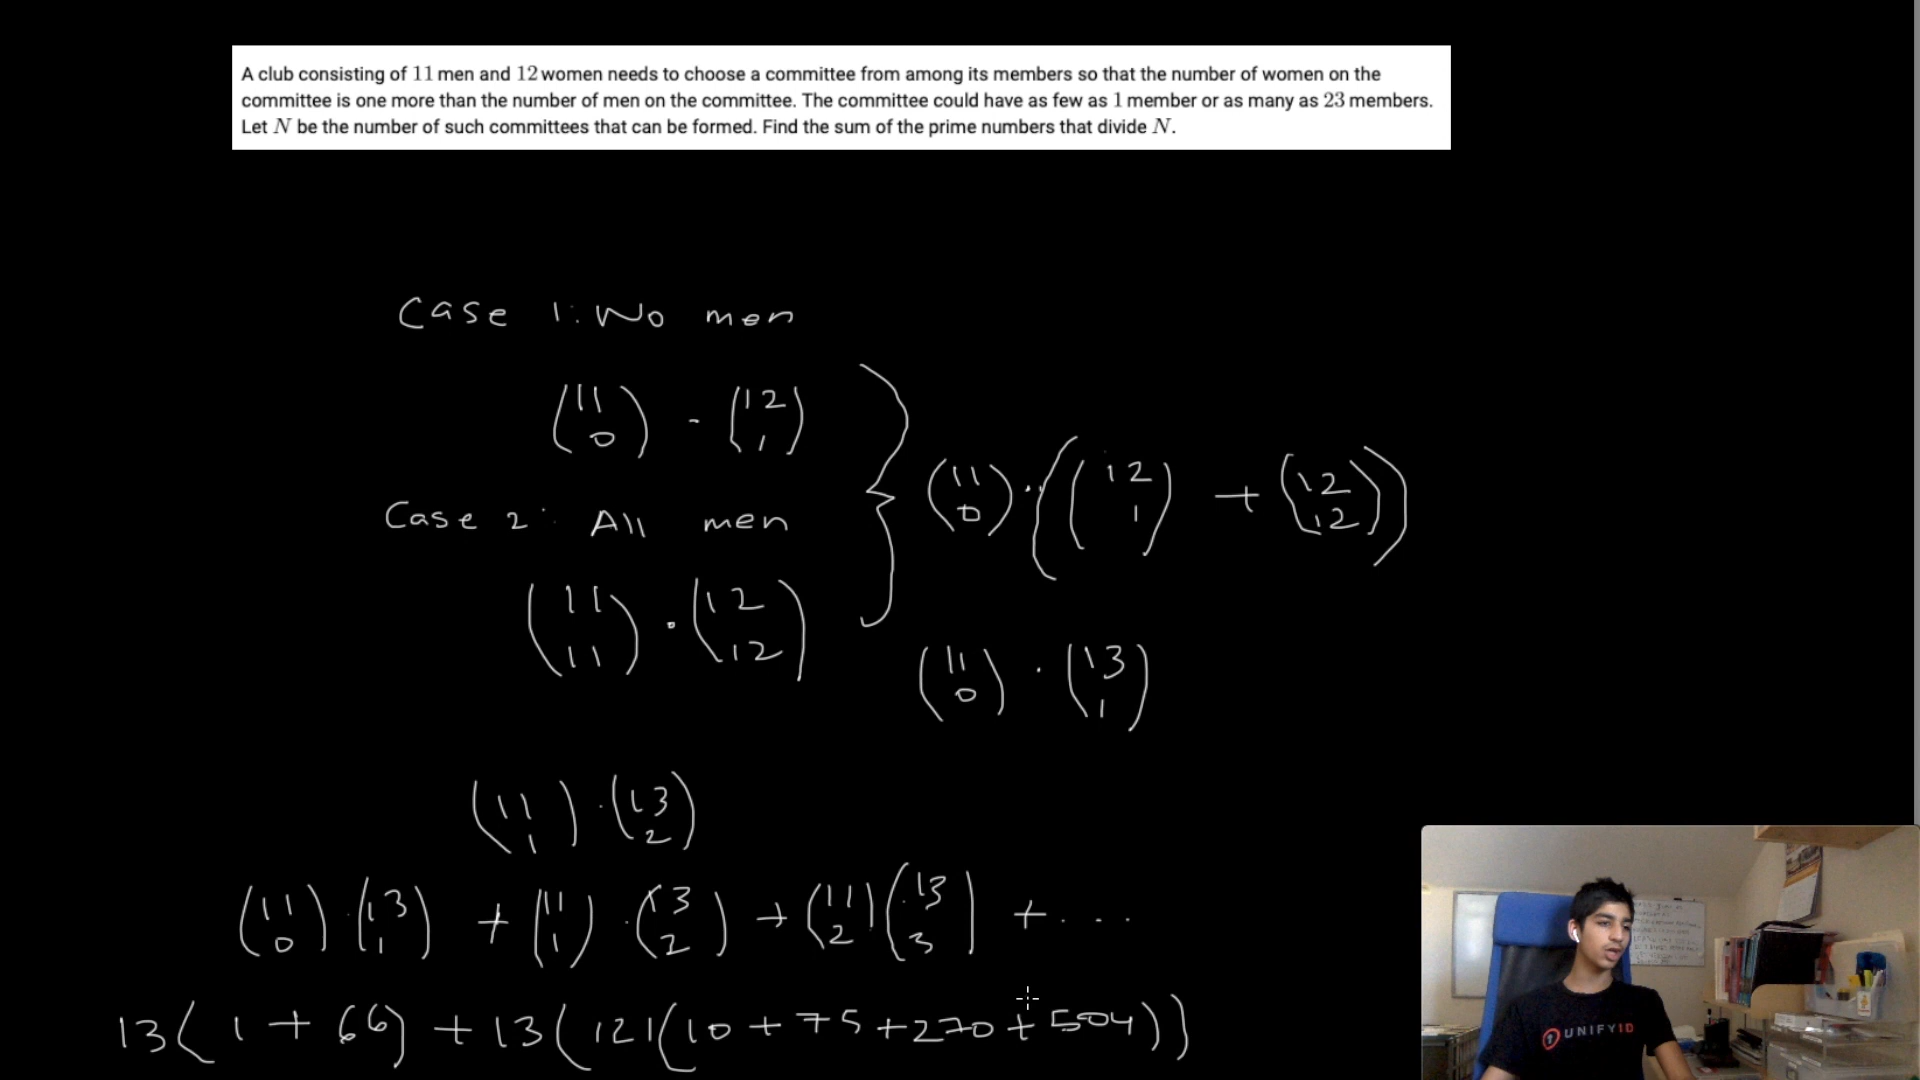 A club consisting of 11 men and 12 women needs to choose a committee from among its members so that the number of women on the
committee is one more than the number of men on the committee. The committee could have as few as 1 member or as many as 23 members.
Let N be the number of such committees that can be formed. Find the sum of the prime numbers that divide N.
Case 1: No men
(11 0) · (12 1)
Case 2: All men
(11 11) · (12 12)
(11 0) · ((12 1) + (12 12))
(11 0) · (13 1)
(11 1) · (13 2)
(11 0) · (13 1) + (11 1) · (13 2) + (11 2) (13 3) + ...
13(1 + 66) + 13(121(10 + 75 + 270 + 504))
UNIFYID